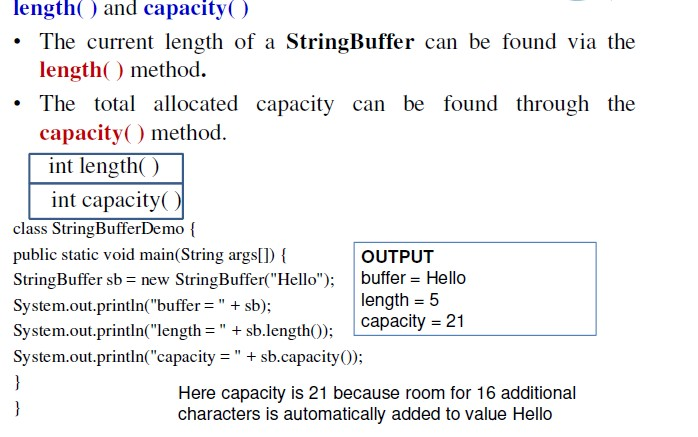 length( ) and capacity( )
• The current length of a StringBuffer can be found via the
length( ) method.
• The total allocated capacity can be found through the
capacity( ) method.
int length( )
int capacity( )
class StringBufferDemo {
public static void main(String args[]) {
StringBuffer sb = new StringBuffer("Hello");
System.out.println("buffer = " + sb);
System.out.println("length = " + sb.length());
System.out.println("capacity = " + sb.capacity());
}
}
OUTPUT
buffer = Hello
length = 5
capacity = 21
Here capacity is 21 because room for 16 additional
characters is automatically added to value Hello